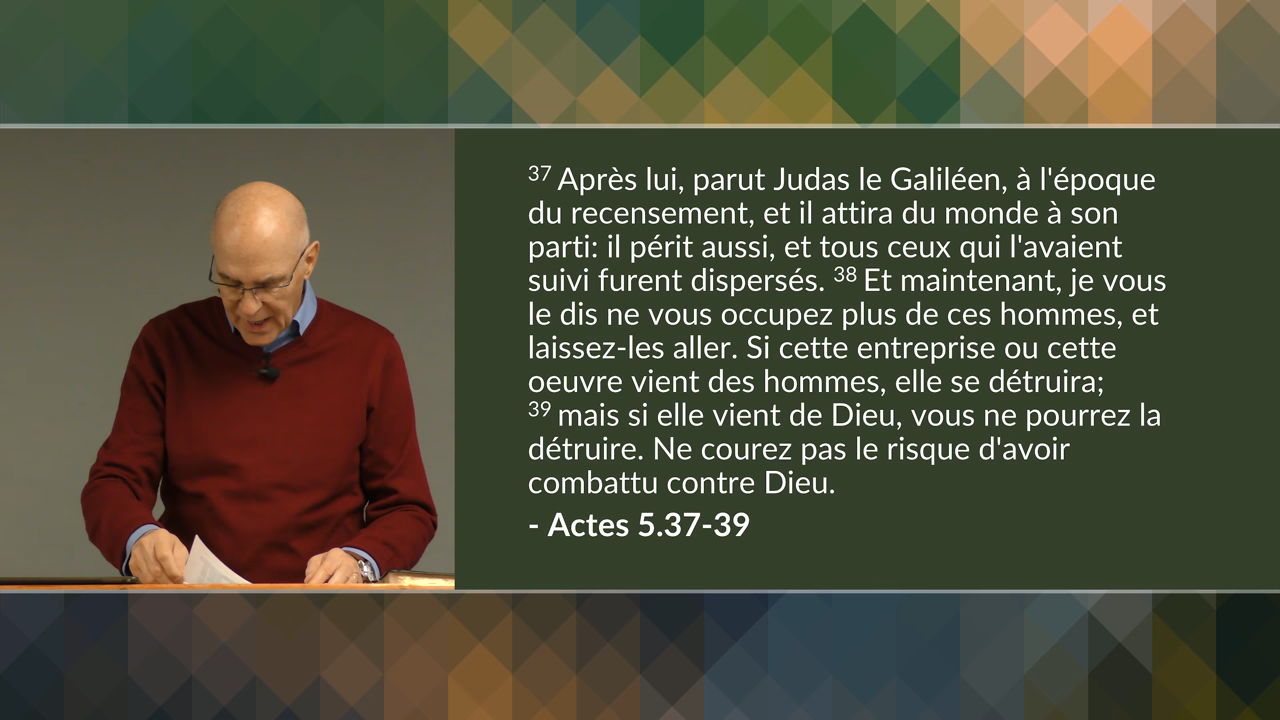 37 Après lui, parut Judas le Galiléen, à l'époque
du recensement, et il attira du monde à son
parti: il périt aussi, et tous ceux qui l'avaient
suivi furent dispersés. 38 Et maintenant, je vous
le dis ne vous occupez plus de ces hommes, et
laissez-les aller. Si cette entreprise ou cette
oeuvre vient des hommes, elle se détruira;
39 mais si elle vient de Dieu, vous ne pourrez la
détruire. Ne courez pas le risque d'avoir
combattu contre Dieu.
- Actes 5.37-39